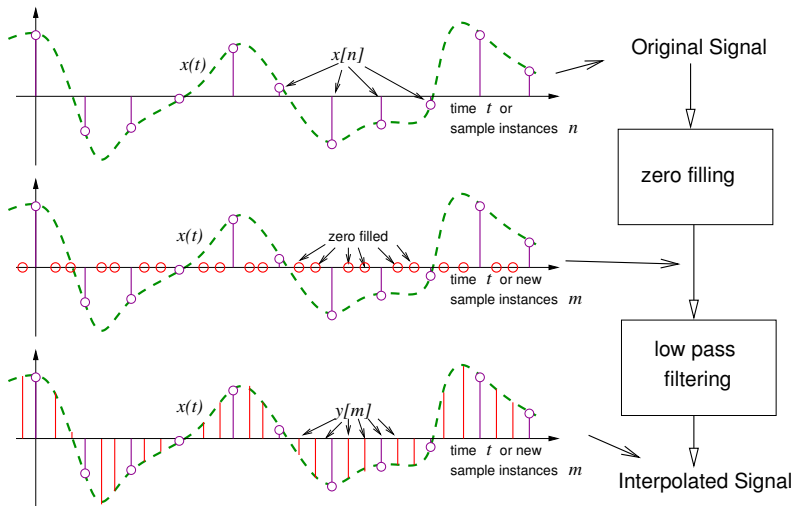 x(t)
x[n]
time t or
sample instances n
x(t)
zero filled
time t or new
sample instances m
x(t)
y[m]
time t or new
sample instances m
Original Signal
zero filling
low pass
filtering
Interpolated Signal